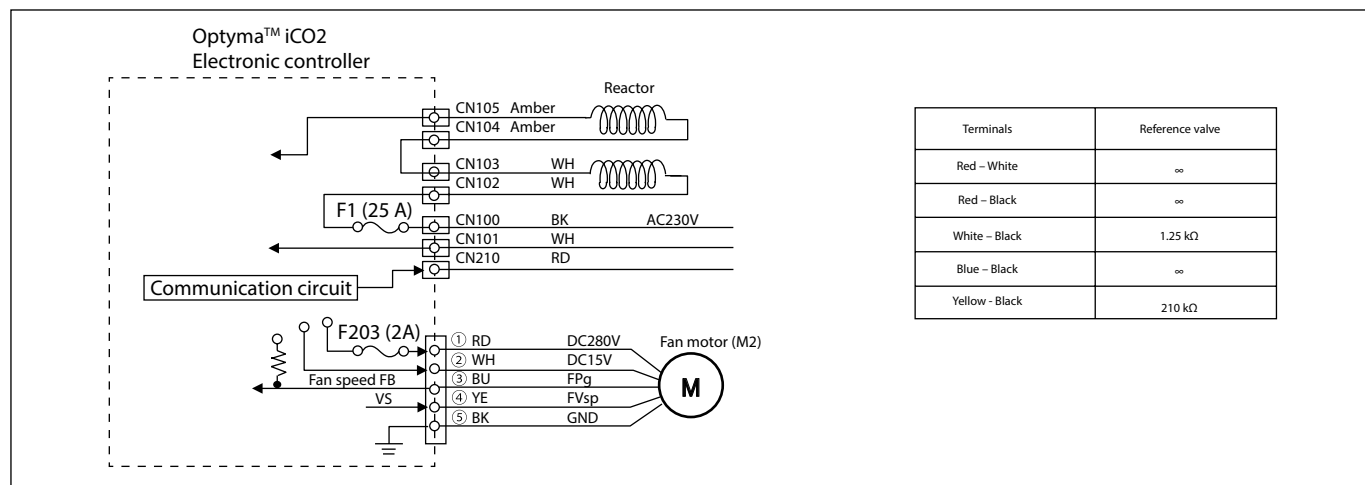 Optyma™ iCO2
Electronic controller
Reactor
CN105 Amber
CN104 Amber
CN103 WH
CN102 WH
F1 (25 A)
CN100 BK AC230V
CN101 WH
CN210 RD
Communication circuit
F203 (2A)
① RD DC280V
Fan motor (M2)
② WH DC15V
Fan speed FB
③ BU FPg
M
VS
④ YE FVsp
⑤ BK GND
Terminals Reference valve
Red – White ∞
Red – Black ∞
White – Black 1.25 kΩ
Blue – Black ∞
Yellow - Black 210 kΩ